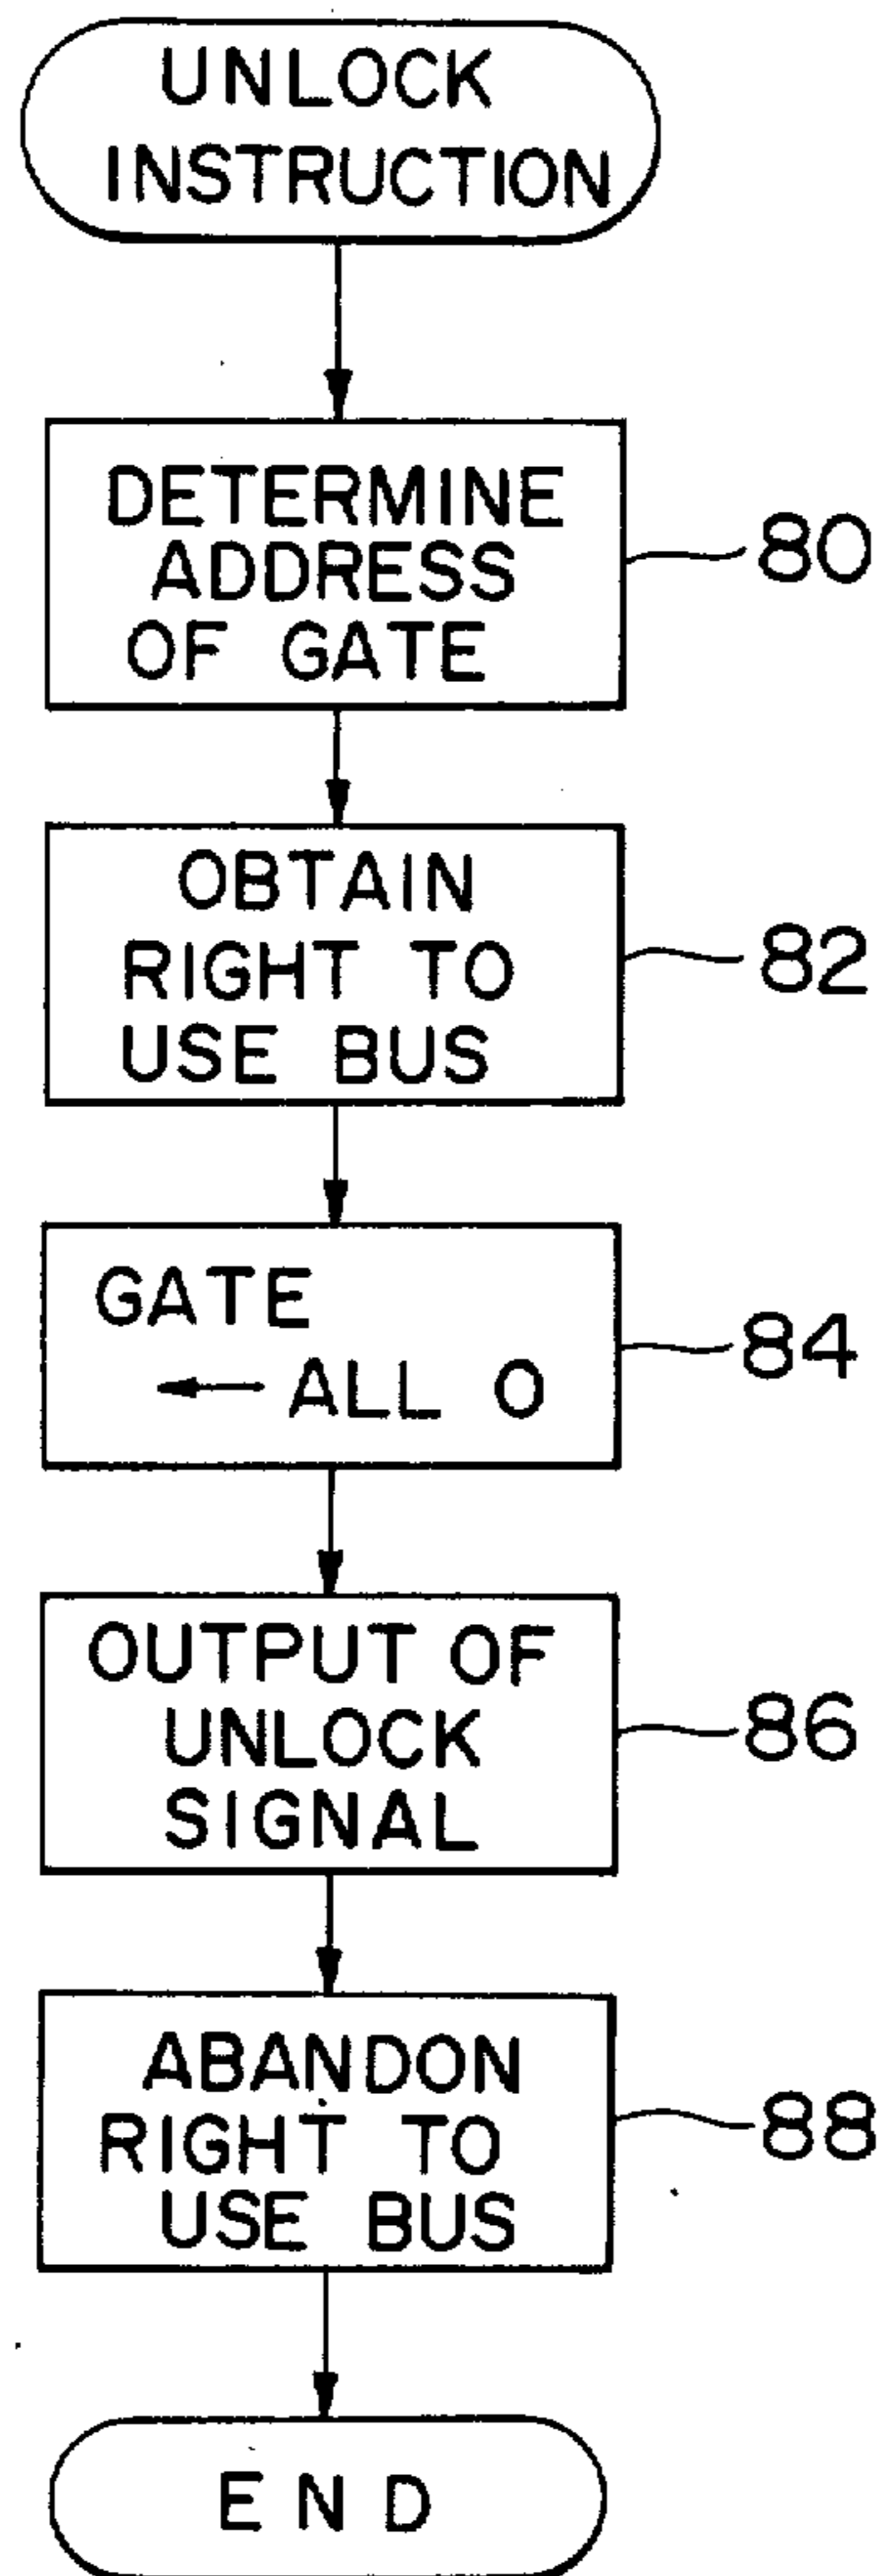 UNLOCK
INSTRUCTION
DETERMINE
ADDRESS
OF GATE
80
OBTAIN
RIGHT TO
USE BUS
82
GATE
← ALL 0
84
OUTPUT OF
UNLOCK
SIGNAL
86
ABANDON
RIGHT TO
USE BUS
88
END